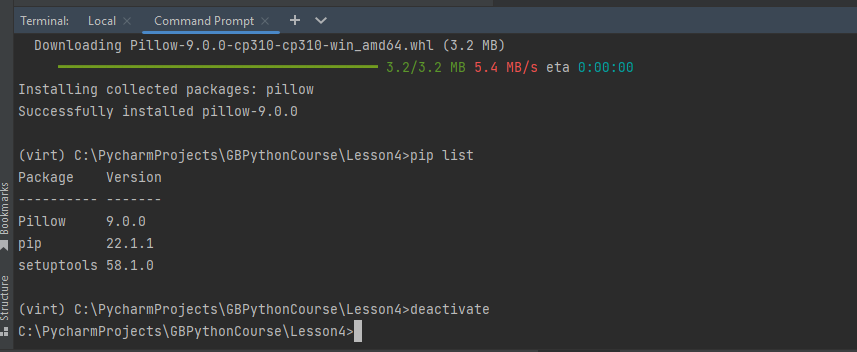 Terminal: Local × Command Prompt × +
Downloading Pillow-9.0.0-cp310-cp310-win_amd64.whl (3.2 MB)
3.2/3.2 MB 5.4 MB/s eta 0:00:00
Installing collected packages: pillow
Successfully installed pillow-9.0.0
(virt) C:\PycharmProjects\GBPythonCourse\Lesson4>pip list
Package Version
---------- -------
Pillow 9.0.0
pip 22.1.1
setuptools 58.1.0
(virt) C:\PycharmProjects\GBPythonCourse\Lesson4>deactivate
C:\PycharmProjects\GBPythonCourse\Lesson4>
Bookmarks
Structure